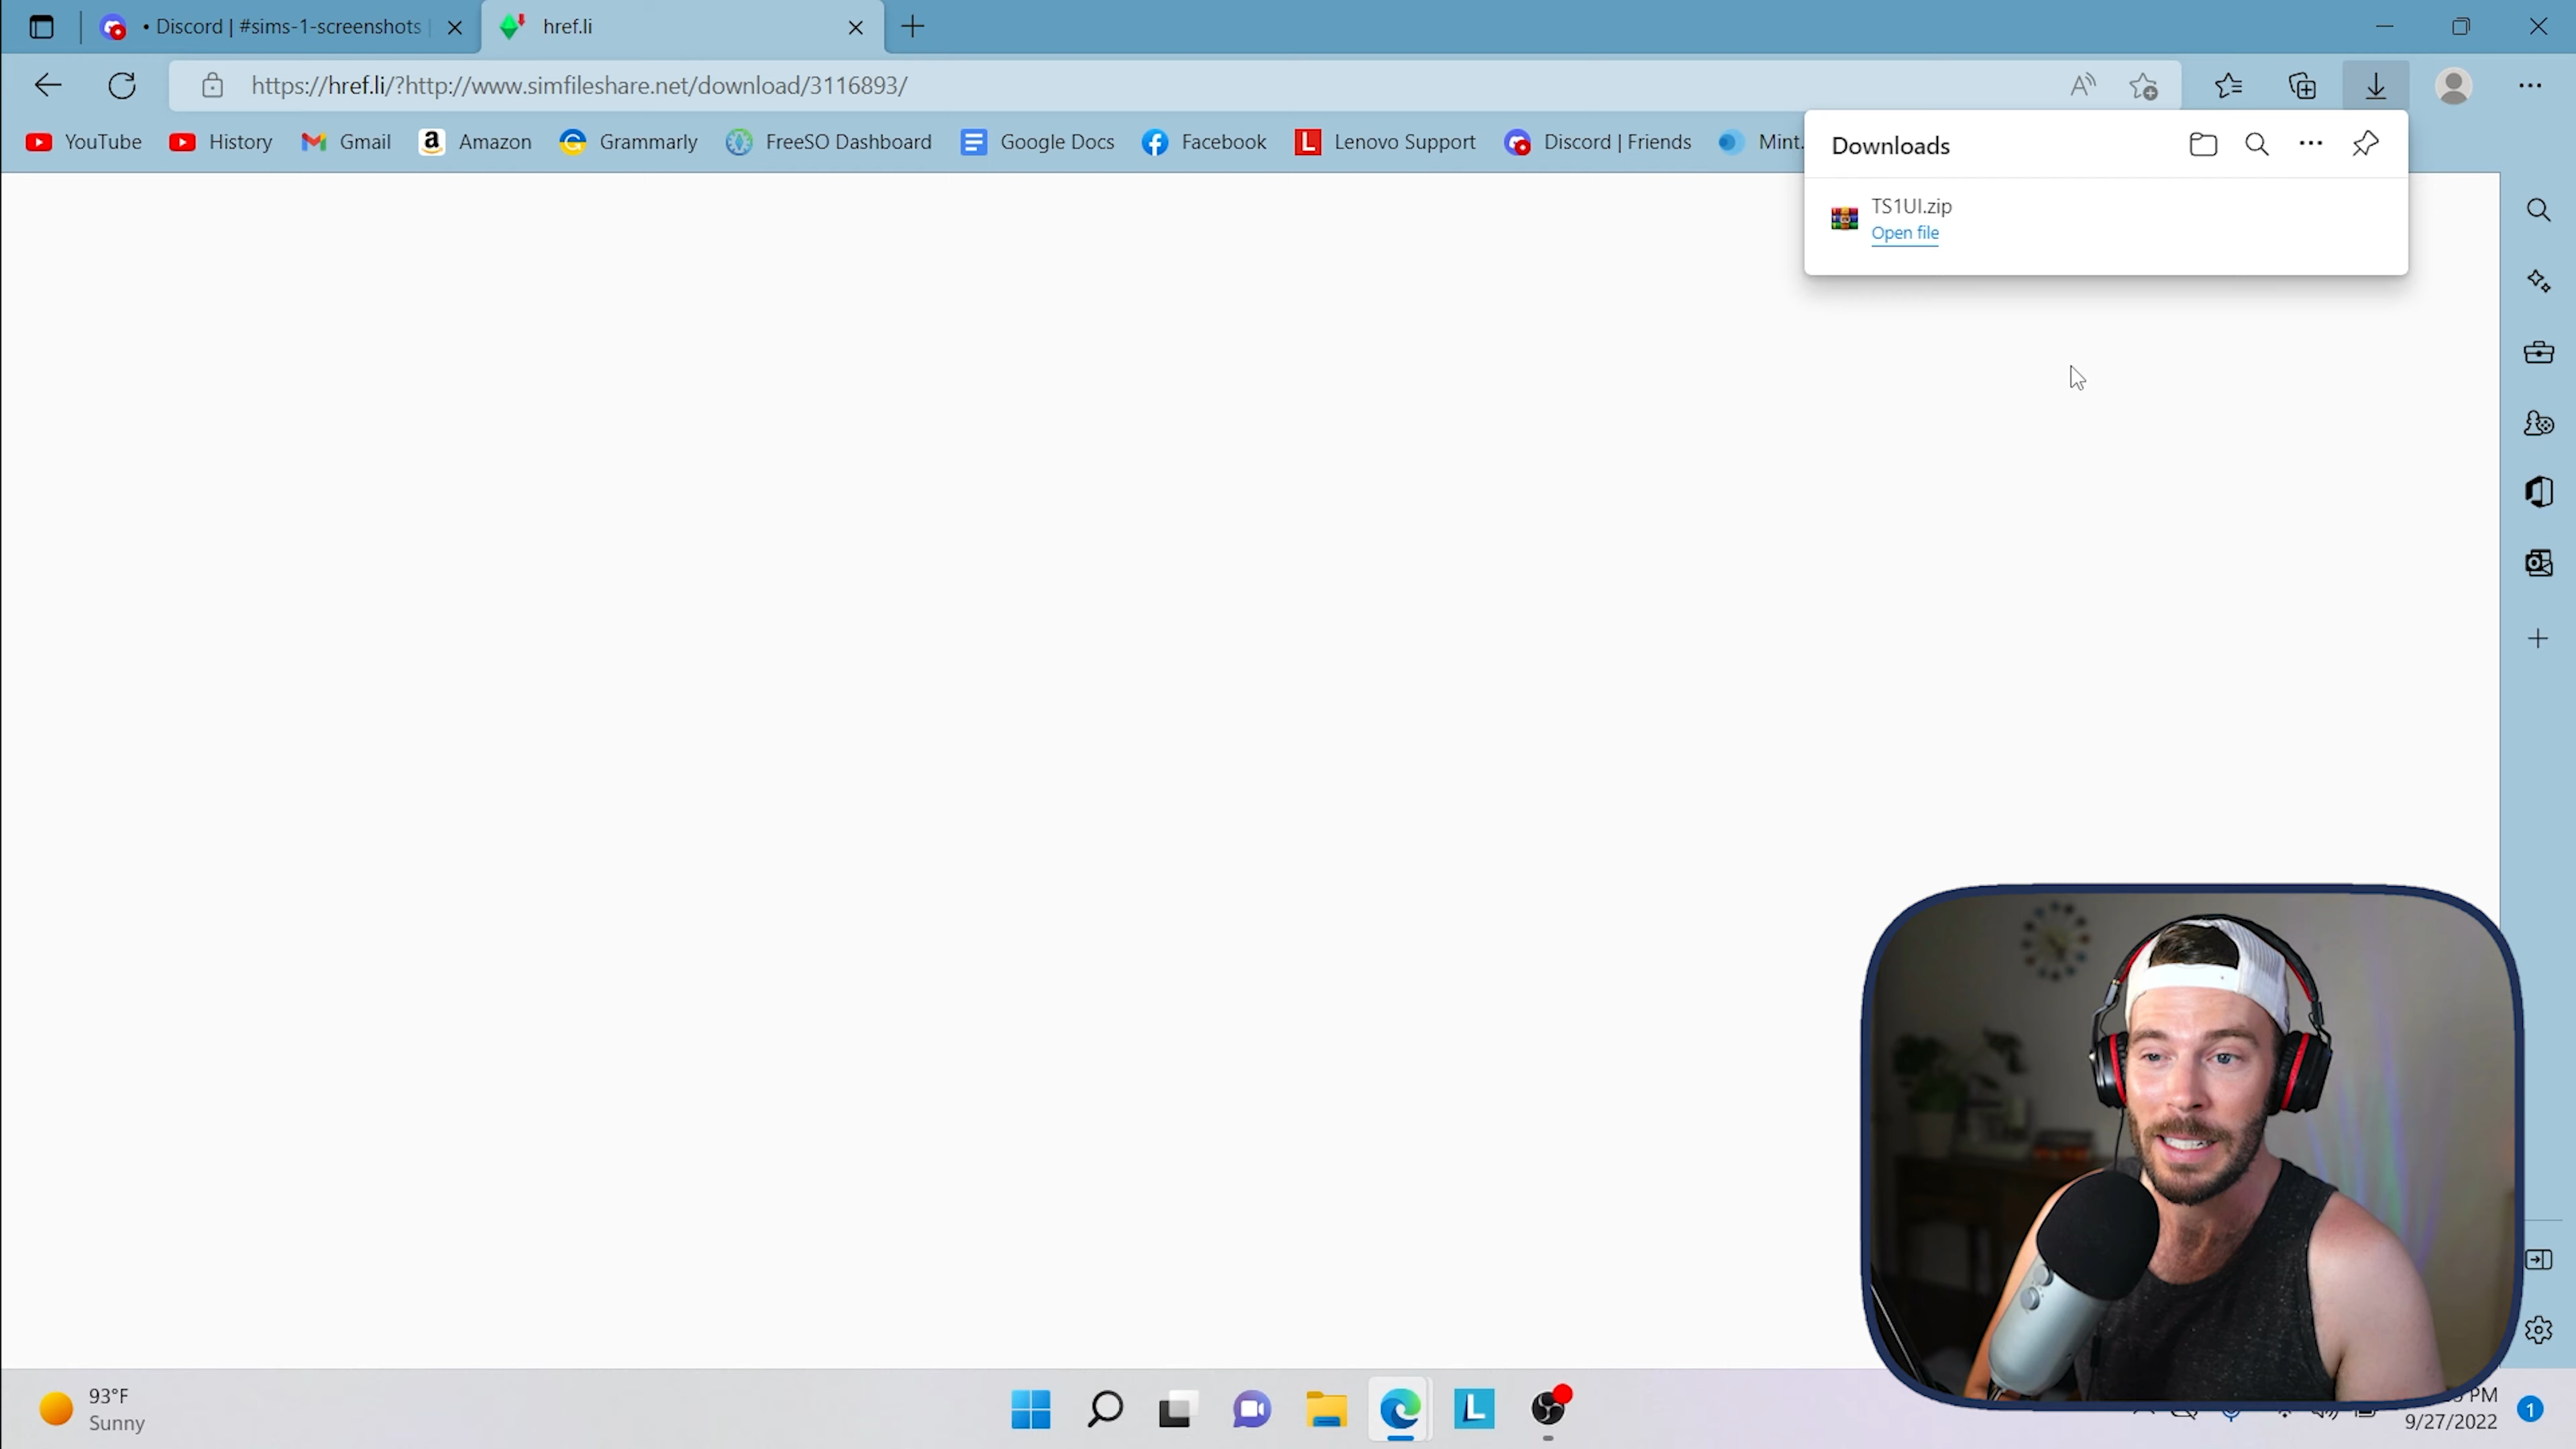 • Discord | #sims-1-screenshots |
href.li
https://href.li/?http://www.simfileshare.net/download/3116893/
YouTube
History
Gmail
Amazon
Grammarly
FreeSO Dashboard
Google Docs
Facebook
Lenovo Support
Discord | Friends
Mint.
Downloads
TS1UI.zip
Open file
93°F
Sunny
PM
9/27/2022
1